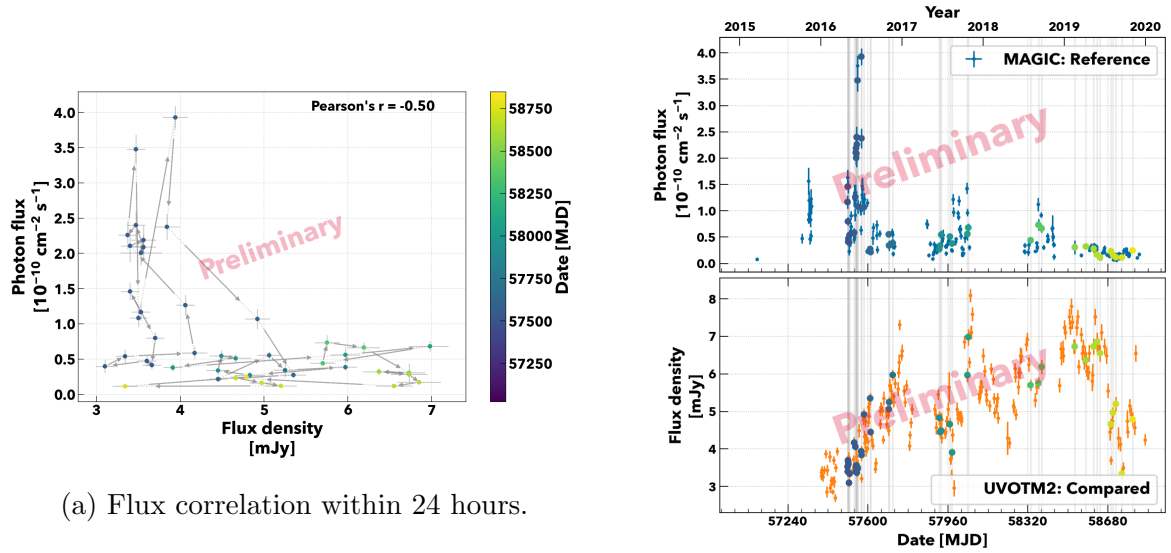 Pearson's r = -0.50
4.0
3.5
3.0
2.5
2.0
1.5
1.0
0.5
0.0
Photon flux
[10⁻¹⁰ cm⁻² s⁻¹]
Preliminary
3 4 5 6 7
Flux density
[mJy]
58750
58500
58250
58000
57750
57500
57250
Date [MJD]
(a) Flux correlation within 24 hours.
Year
2015 2016 2017 2018 2019 2020
MAGIC: Reference
4.0
3.5
3.0
2.5
2.0
1.5
1.0
0.5
0.0
Photon flux
[10⁻¹⁰ cm⁻² s⁻¹]
Preliminary
8
7
6
5
4
3
Flux density
[mJy]
Preliminary
UVOTM2: Compared
57240 57600 57960 58320 58680
Date [MJD]